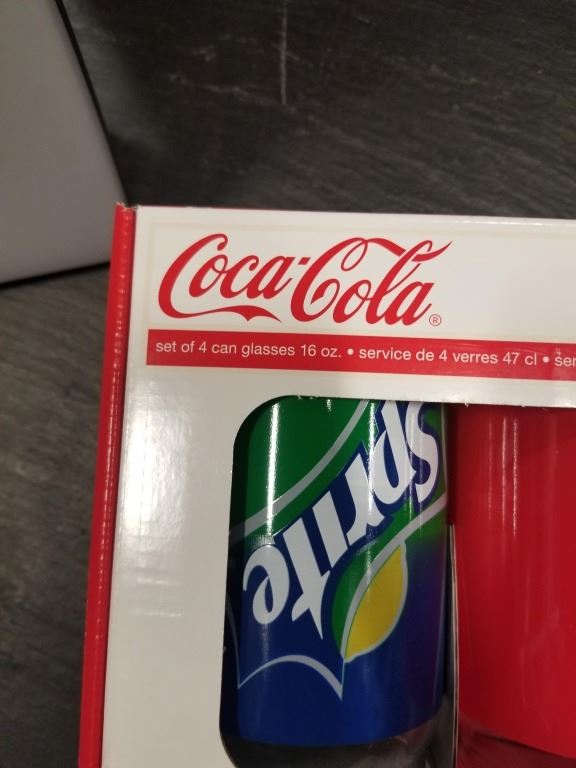 Coca-Cola®
set of 4 can glasses 16 oz. • service de 4 verres 47 cl •
Sprite